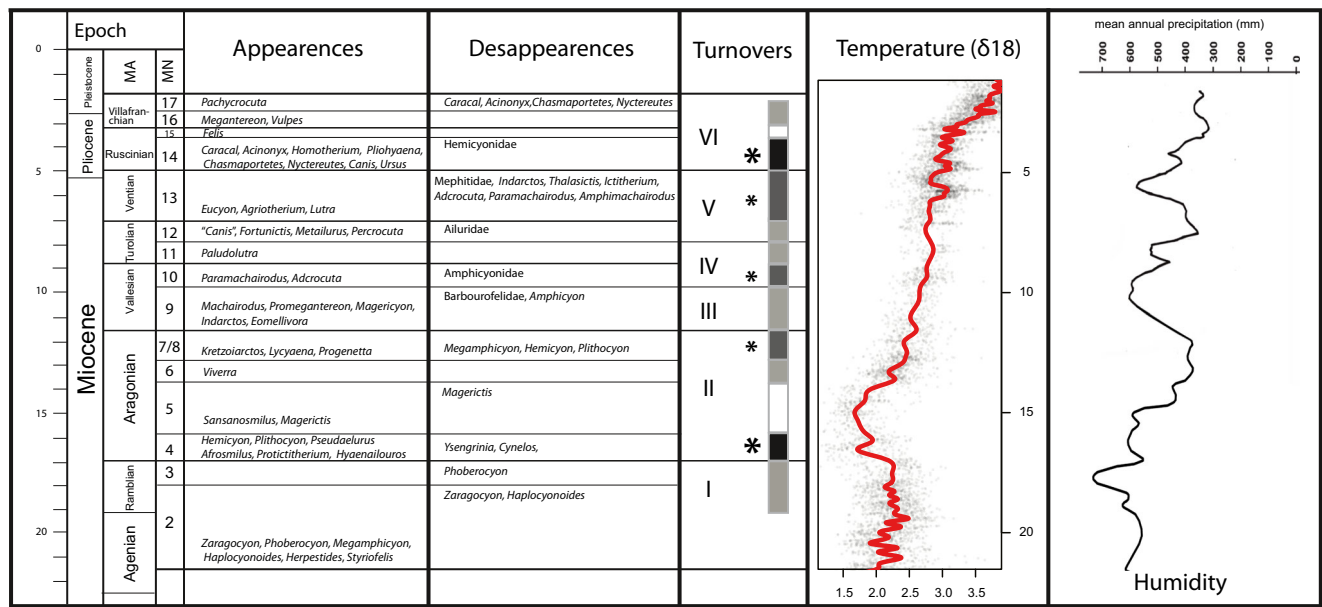 Epoch
MA
MN
Appearences
Desappearences
Turnovers
Temperature (δ18)
mean annual precipitation (mm)
700
600
500
400
300
0
0
5
10
15
20
Pleistocene
Pliocene
Miocene
Villafran-
chian
Ruscinian
Ventian
Turolian
Vallesian
Aragonian
Ramblian
Agenian
17
Pachycrocuta
Caracal, Acinonyx,Chasmaportetes, Nyctereutes
16
Megantereon, Vulpes
15
Felis
14
Caracal, Acinonyx, Homotherium, Pliohyaena,
Chasmaportetes, Nyctereutes, Canis, Ursus
Hemicyonidae
VI
*
13
Eucyon, Agriotherium, Lutra
Mephitidae, Indarctos, Thalasictis, Ictitherium,
Adcrocuta, Paramachairodus, Amphimachairodus
V
*
12
"Canis", Fortunictis, Metailurus, Percrocuta
Ailuridae
11
Paludolutra
IV
10
Paramachairodus, Adcrocuta
Amphicyonidae
*
9
Machairodus, Promegantereon, Magericyon,
Indarctos, Eomellivora
Barbourofelidae, Amphicyon
III
7/8
Kretzoiarctos, Lycyaena, Progenetta
Megamphicyon, Hemicyon, Plithocyon
*
6
Viverra
II
5
Sansanosmilus, Magerictis
Magerictis
4
Hemicyon, Plithocyon, Pseudaelurus
Afrosmilus, Protictitherium, Hyaenailouros
Ysengrinia, Cynelos,
*
3
Phoberocyon
I
2
Zaragocyon, Phoberocyon, Megamphicyon,
Haplocyonoides, Herpestides, Styriofelis
Zaragocyon, Haplocyonoides
5
10
15
20
1.5
2.0
2.5
3.0
3.5
Humidity